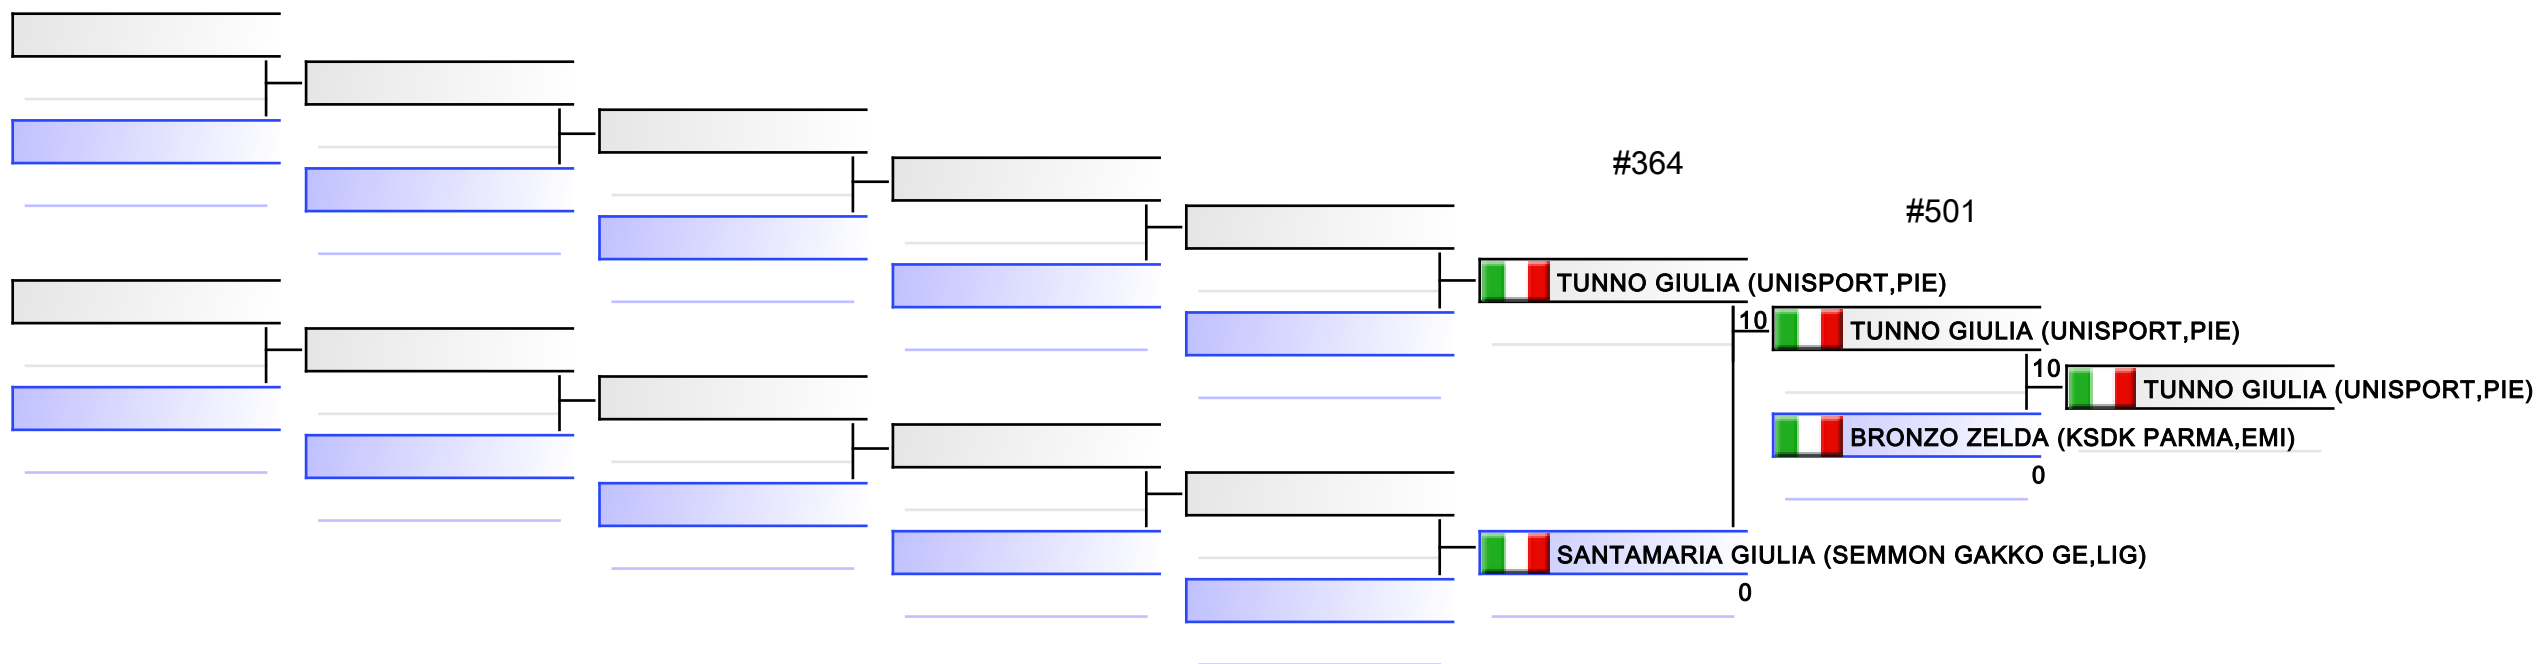 #364
#501
TUNNO GIULIA (UNISPORT,PIE)
10
TUNNO GIULIA (UNISPORT,PIE)
10
TUNNO GIULIA (UNISPORT,PIE)
BRONZO ZELDA (KSDK PARMA,EMI)
0
SANTAMARIA GIULIA (SEMMON GAKKO GE,LIG)
0